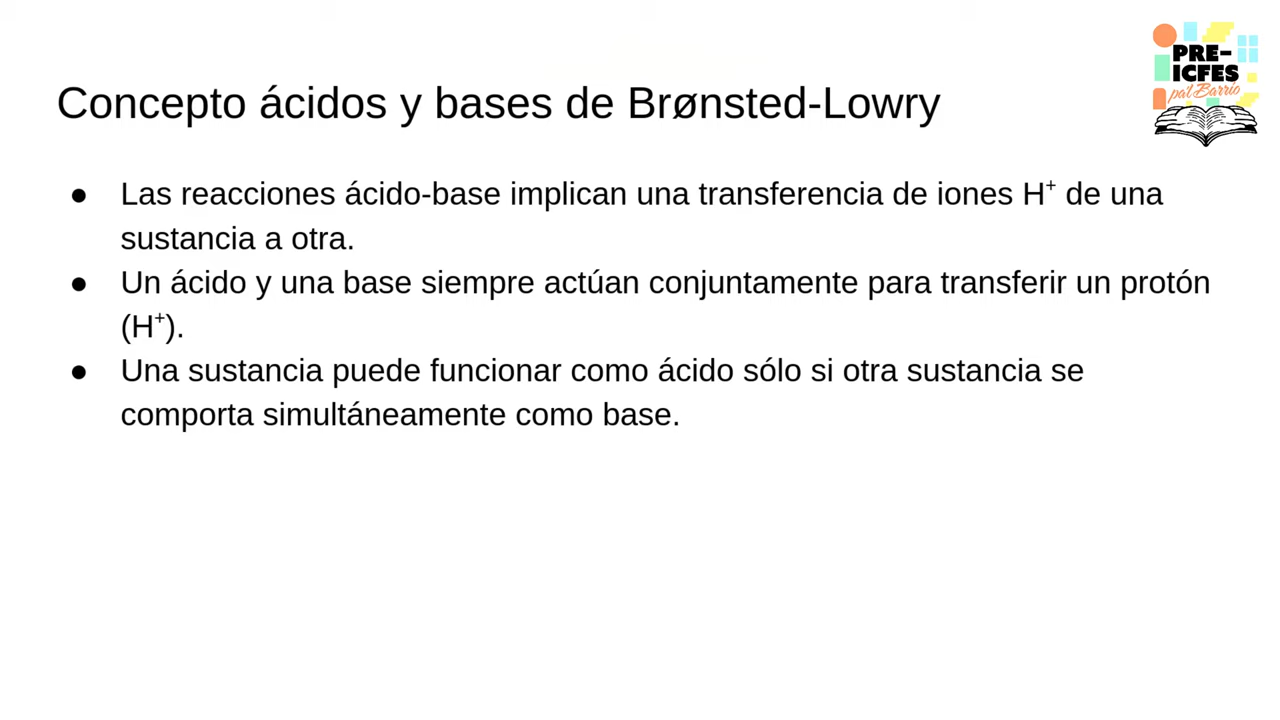 PRE-
ICFES
pa'l Barrio
Concepto ácidos y bases de Brønsted-Lowry
● Las reacciones ácido-base implican una transferencia de iones H⁺ de una
sustancia a otra.
● Un ácido y una base siempre actúan conjuntamente para transferir un protón
(H⁺).
● Una sustancia puede funcionar como ácido sólo si otra sustancia se
comporta simultáneamente como base.